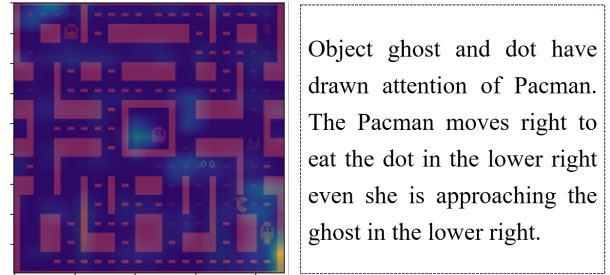 Object ghost and dot have
drawn attention of Pacman.
The Pacman moves right to
eat the dot in the lower right
even she is approaching the
ghost in the lower right.